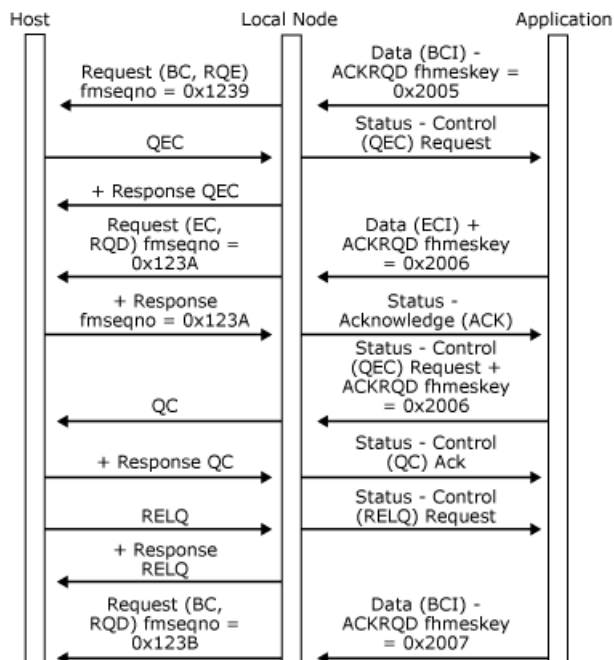 Host
Local Node
Application
Request (BC, RQE)
fmseqno = 0x1239
Data (BCI) -
ACKRQD fhmeskey =
0x2005
QEC
Status - Control
(QEC) Request
+ Response QEC
Request (EC,
RQD) fmseqno =
0x123A
Data (ECI) +
ACKRQD fhmeskey
= 0x2006
+ Response
fmseqno = 0x123A
Status -
Acknowledge (ACK)
QC
Status - Control
(QEC) Request +
ACKRQD fhmeskey
= 0x2006
+ Response QC
Status - Control
(QC) Ack
RELQ
Status - Control
(RELQ) Request
+ Response
RELQ
Request (BC,
RQD) fmseqno =
0x123B
Data (BCI) -
ACKRQD fhmeskey
= 0x2007